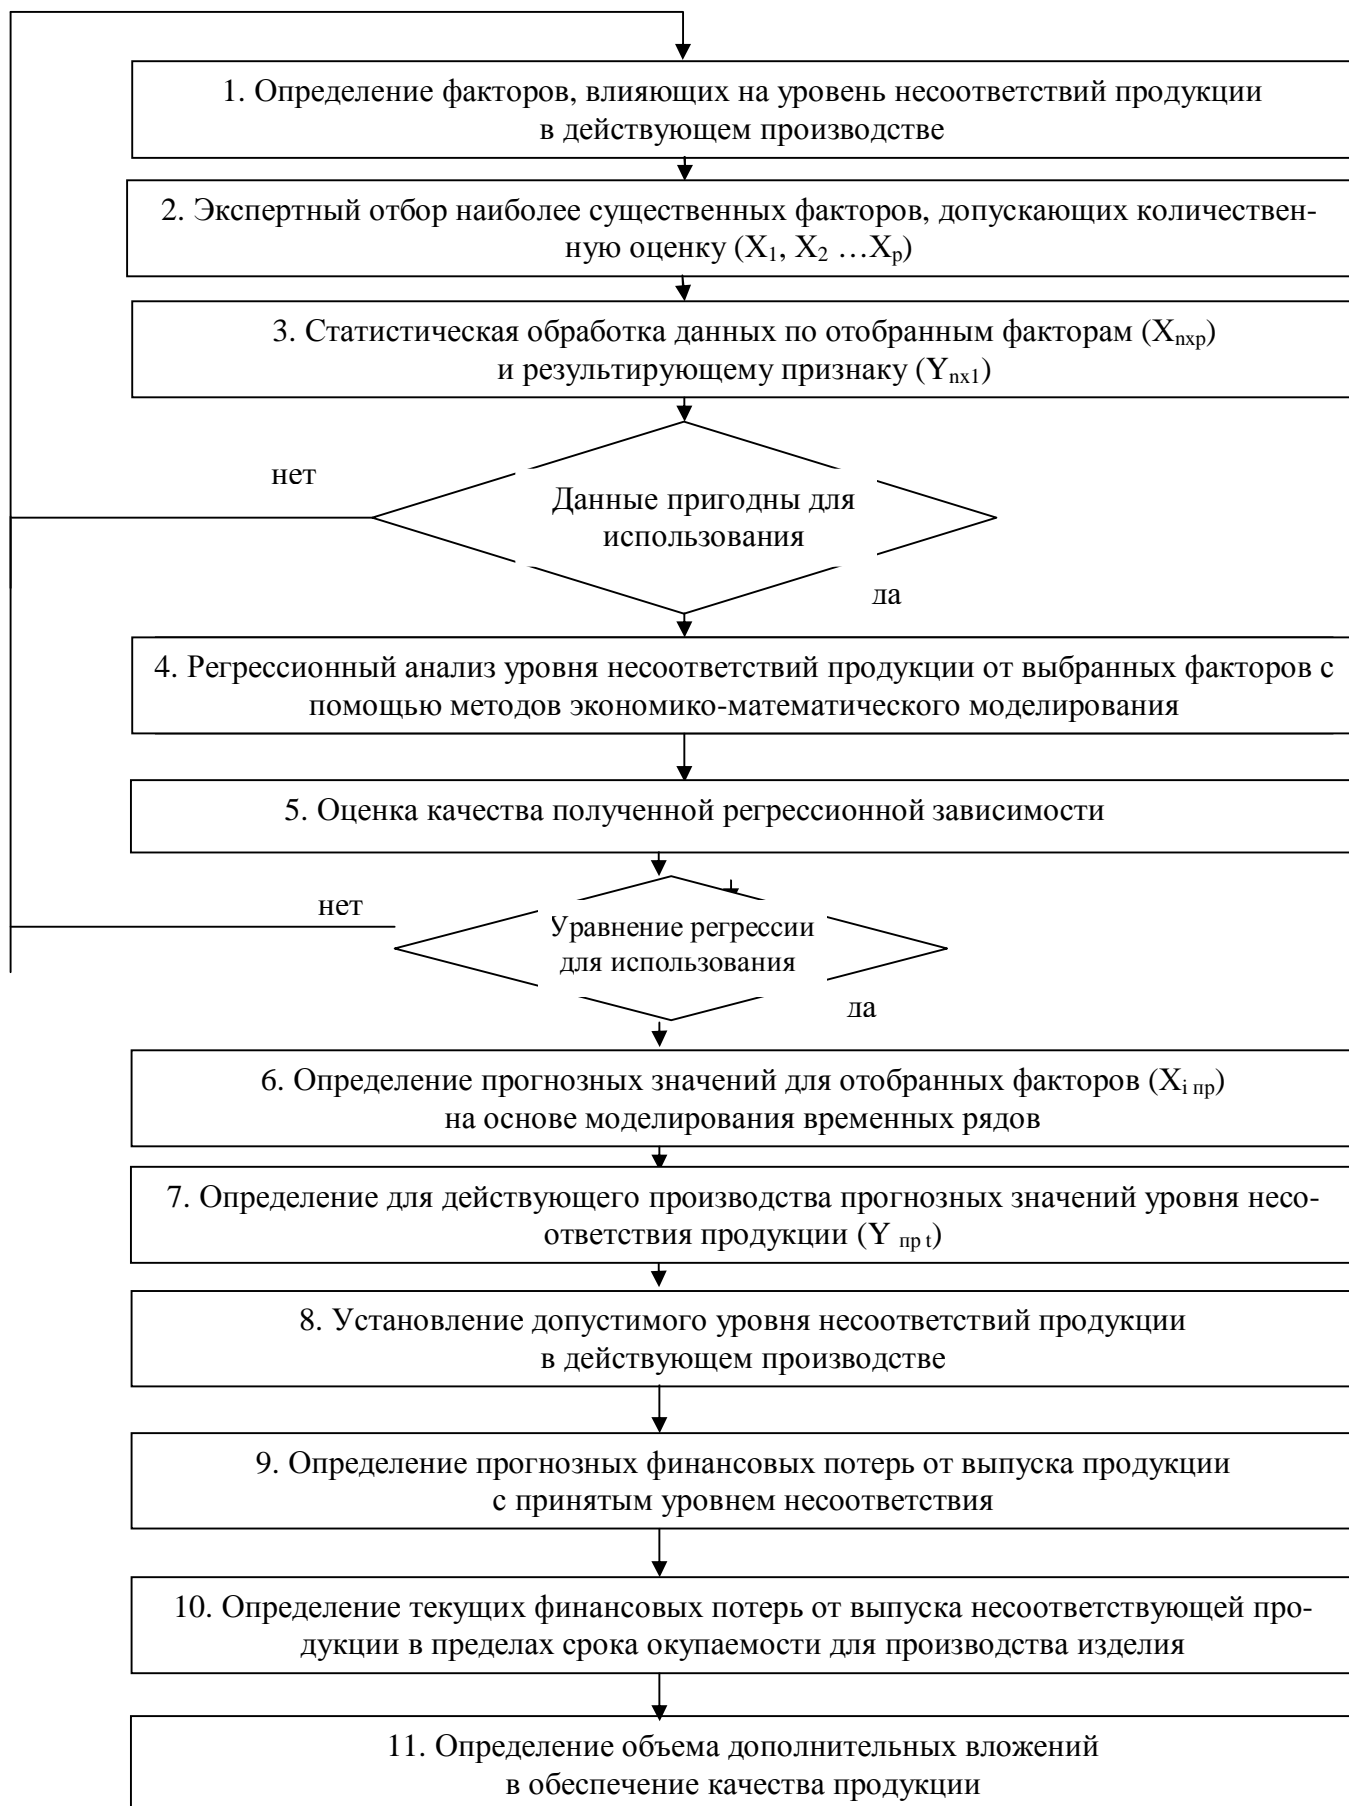 1. Определение факторов, влияющих на уровень несоответствий продукции
в действующем производстве
2. Экспертный отбор наиболее существенных факторов, допускающих количествен-
ную оценку (X₁, X₂ …Xₚ)
3. Статистическая обработка данных по отобранным факторам (Xₙₓₚ)
и результирующему признаку (Yₙₓ₁)
нет
Данные пригодны для
использования
да
4. Регрессионный анализ уровня несоответствий продукции от выбранных факторов с
помощью методов экономико-математического моделирования
5. Оценка качества полученной регрессионной зависимости
нет
Уравнение регрессии
для использования
да
6. Определение прогнозных значений для отобранных факторов (Xi пр)
на основе моделирования временных рядов
7. Определение для действующего производства прогнозных значений уровня несо-
ответствия продукции (Y пр t)
8. Установление допустимого уровня несоответствий продукции
в действующем производстве
9. Определение прогнозных финансовых потерь от выпуска продукции
с принятым уровнем несоответствия
10. Определение текущих финансовых потерь от выпуска несоответствующей про-
дукции в пределах срока окупаемости для производства изделия
11. Определение объема дополнительных вложений
в обеспечение качества продукции